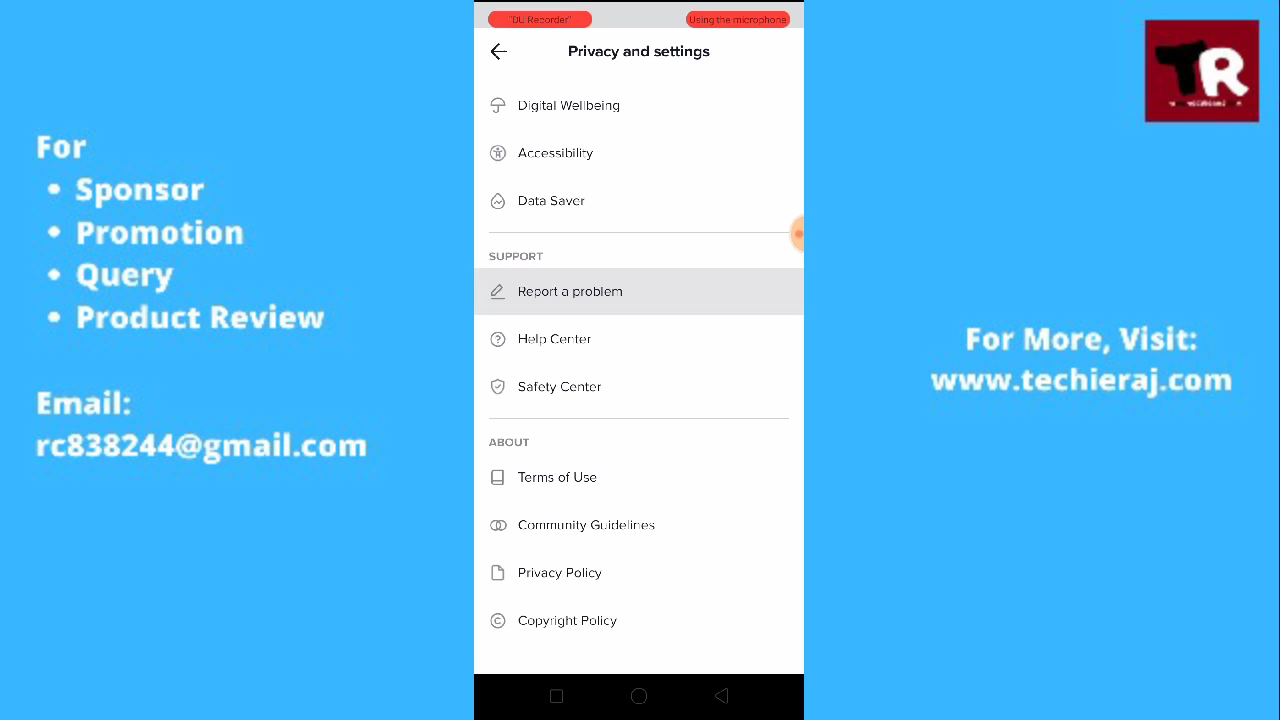 For
• Sponsor
• Promotion
• Query
• Product Review
Email:
rc838244@gmail.com
"DU Recorder"
Using the microphone
Privacy and settings
Digital Wellbeing
Accessibility
Data Saver
SUPPORT
Report a problem
Help Center
Safety Center
ABOUT
Terms of Use
Community Guidelines
Privacy Policy
Copyright Policy
TR
For More, Visit:
www.techieraj.com